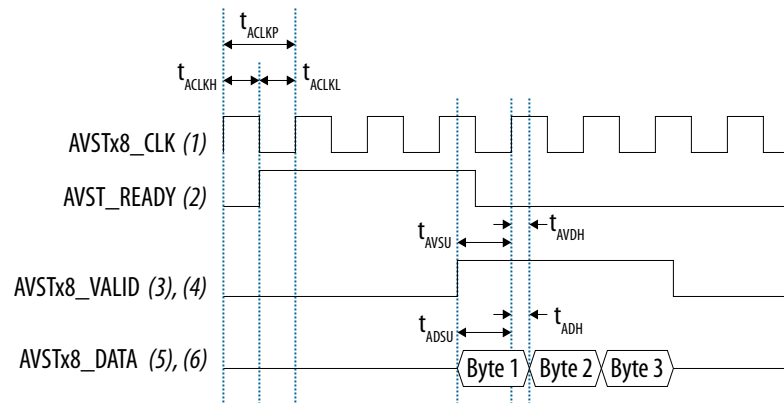 tACLKP
tACLKH tACLKL
AVSTx8_CLK (1)
AVST_READY (2)
tAVSU tAVDH
AVSTx8_VALID (3), (4)
tADSU tADH
AVSTx8_DATA (5), (6) Byte 1 Byte 2 Byte 3